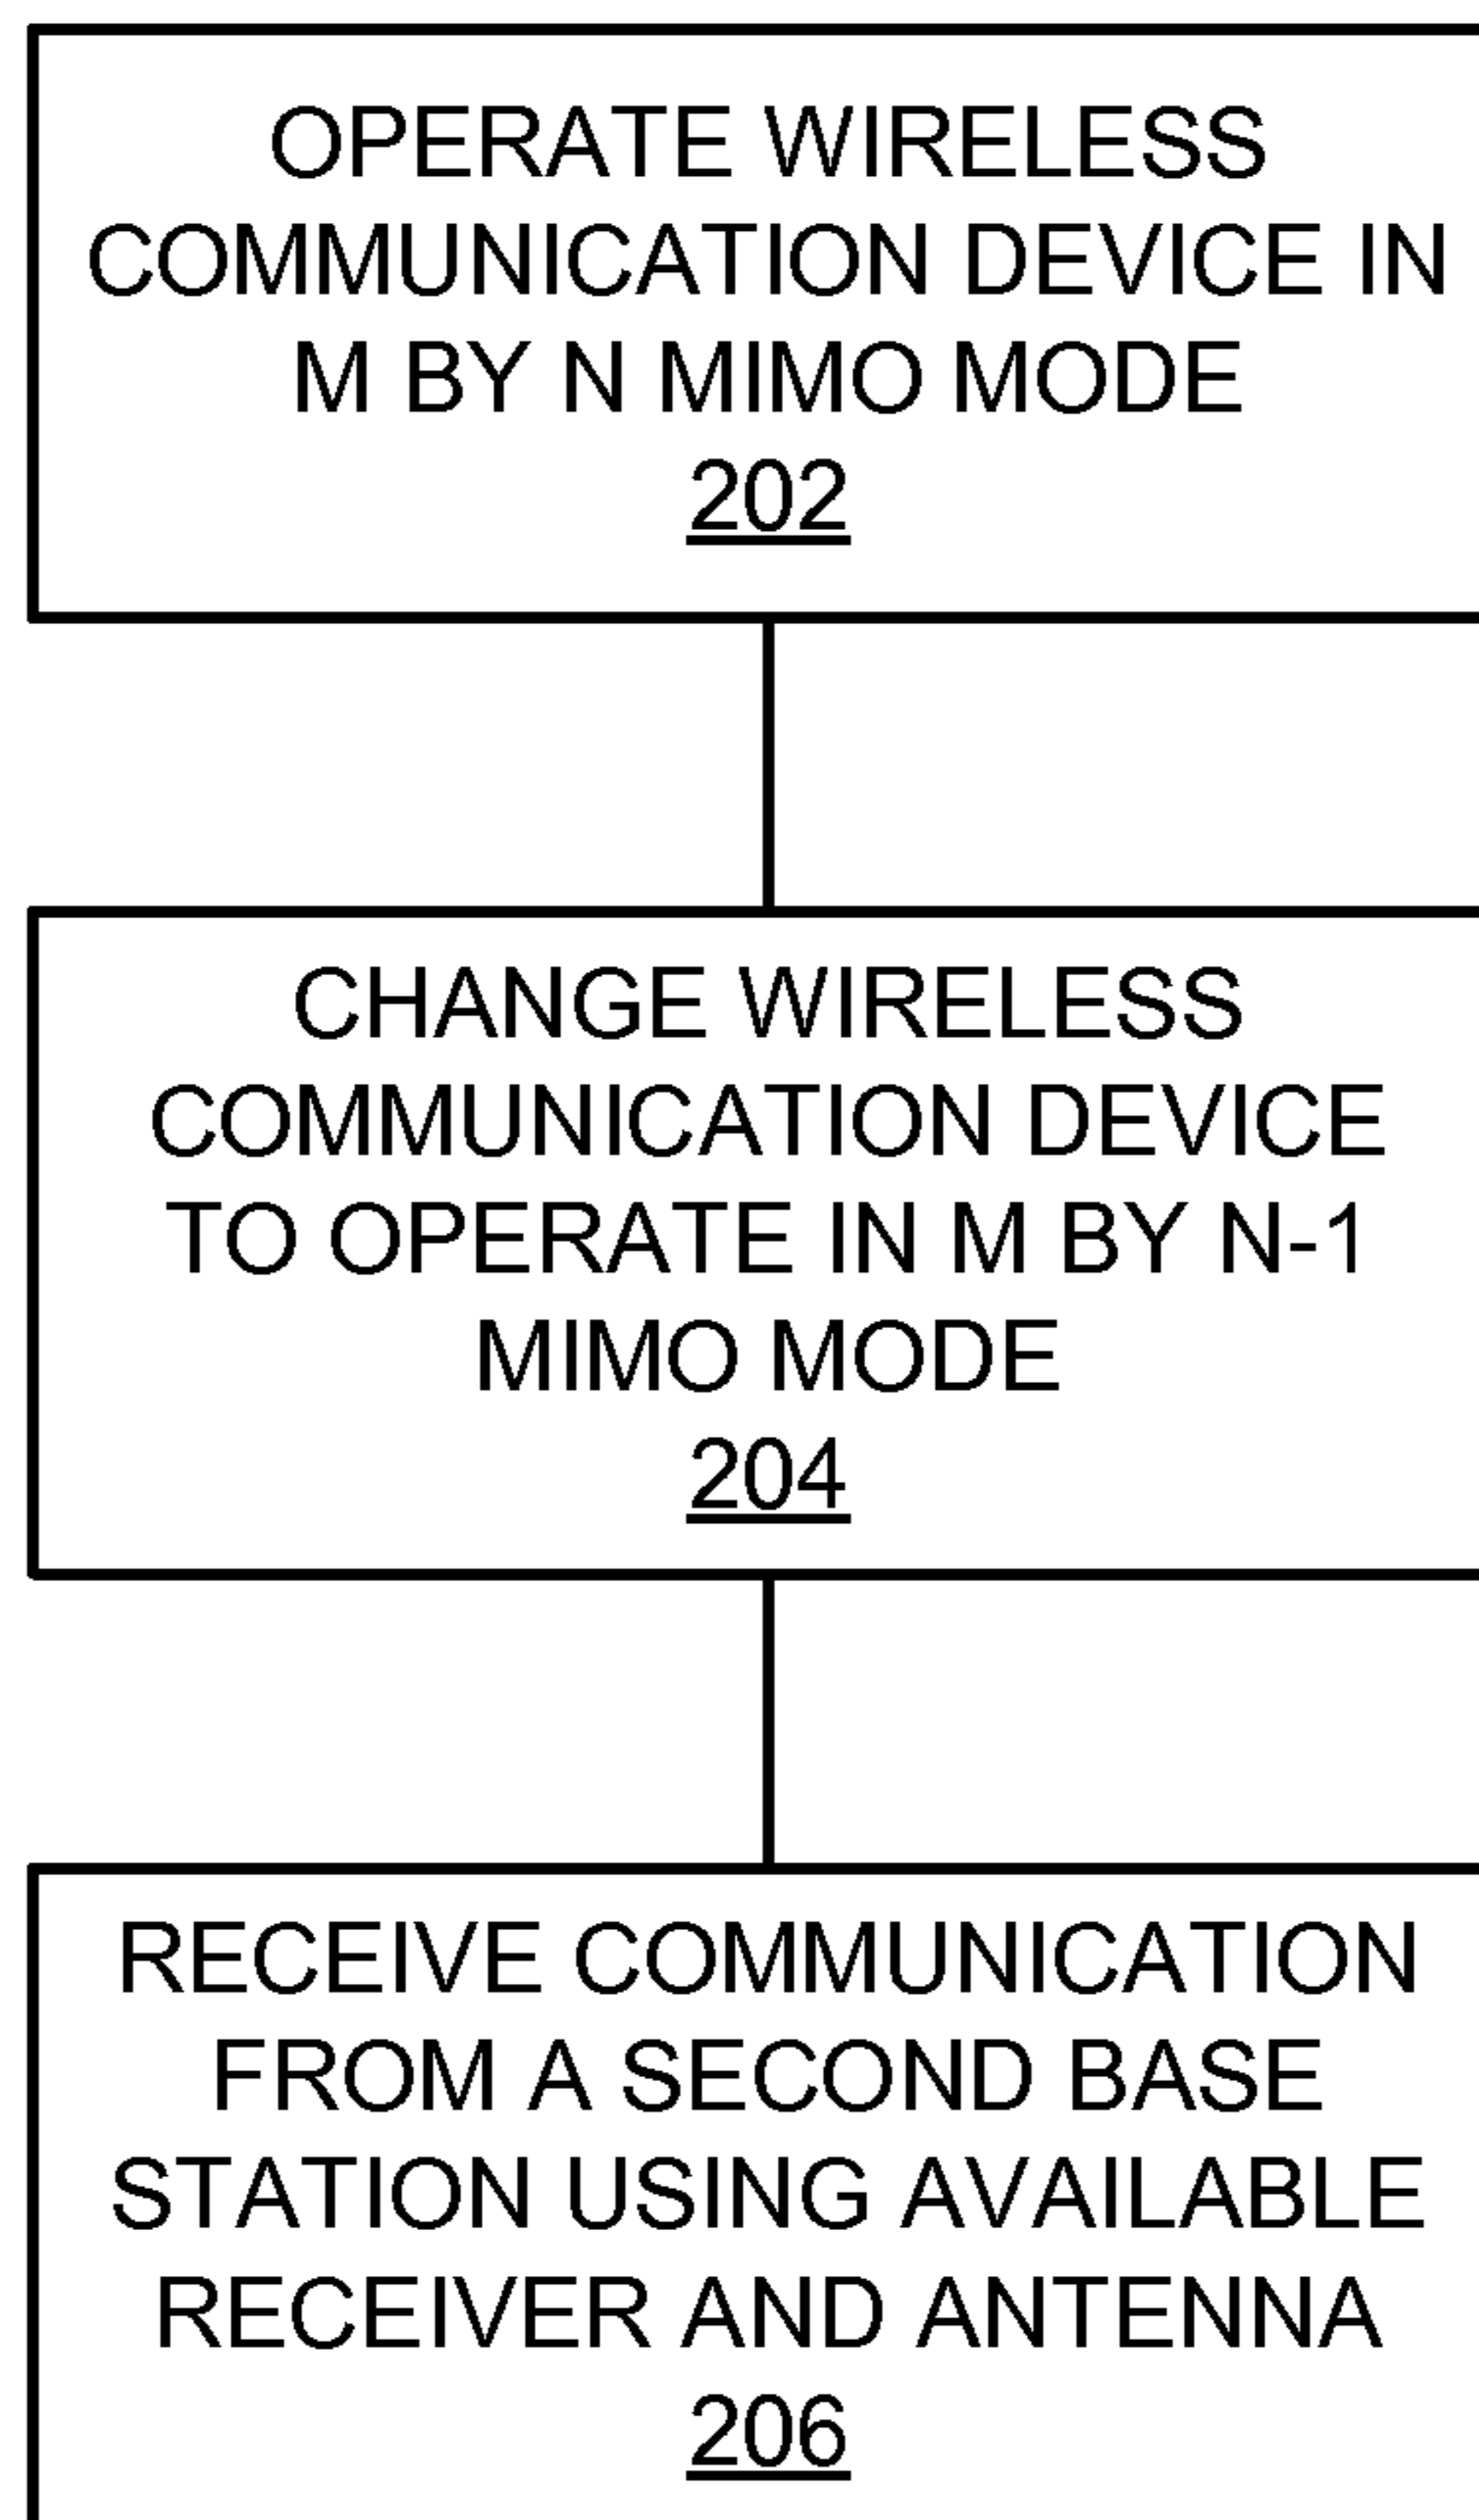 OPERATE WIRELESS
COMMUNICATION DEVICE IN
M BY N MIMO MODE
202
CHANGE WIRELESS
COMMUNICATION DEVICE
TO OPERATE IN M BY N-1
MIMO MODE
204
RECEIVE COMMUNICATION
FROM A SECOND BASE
STATION USING AVAILABLE
RECEIVER AND ANTENNA
206